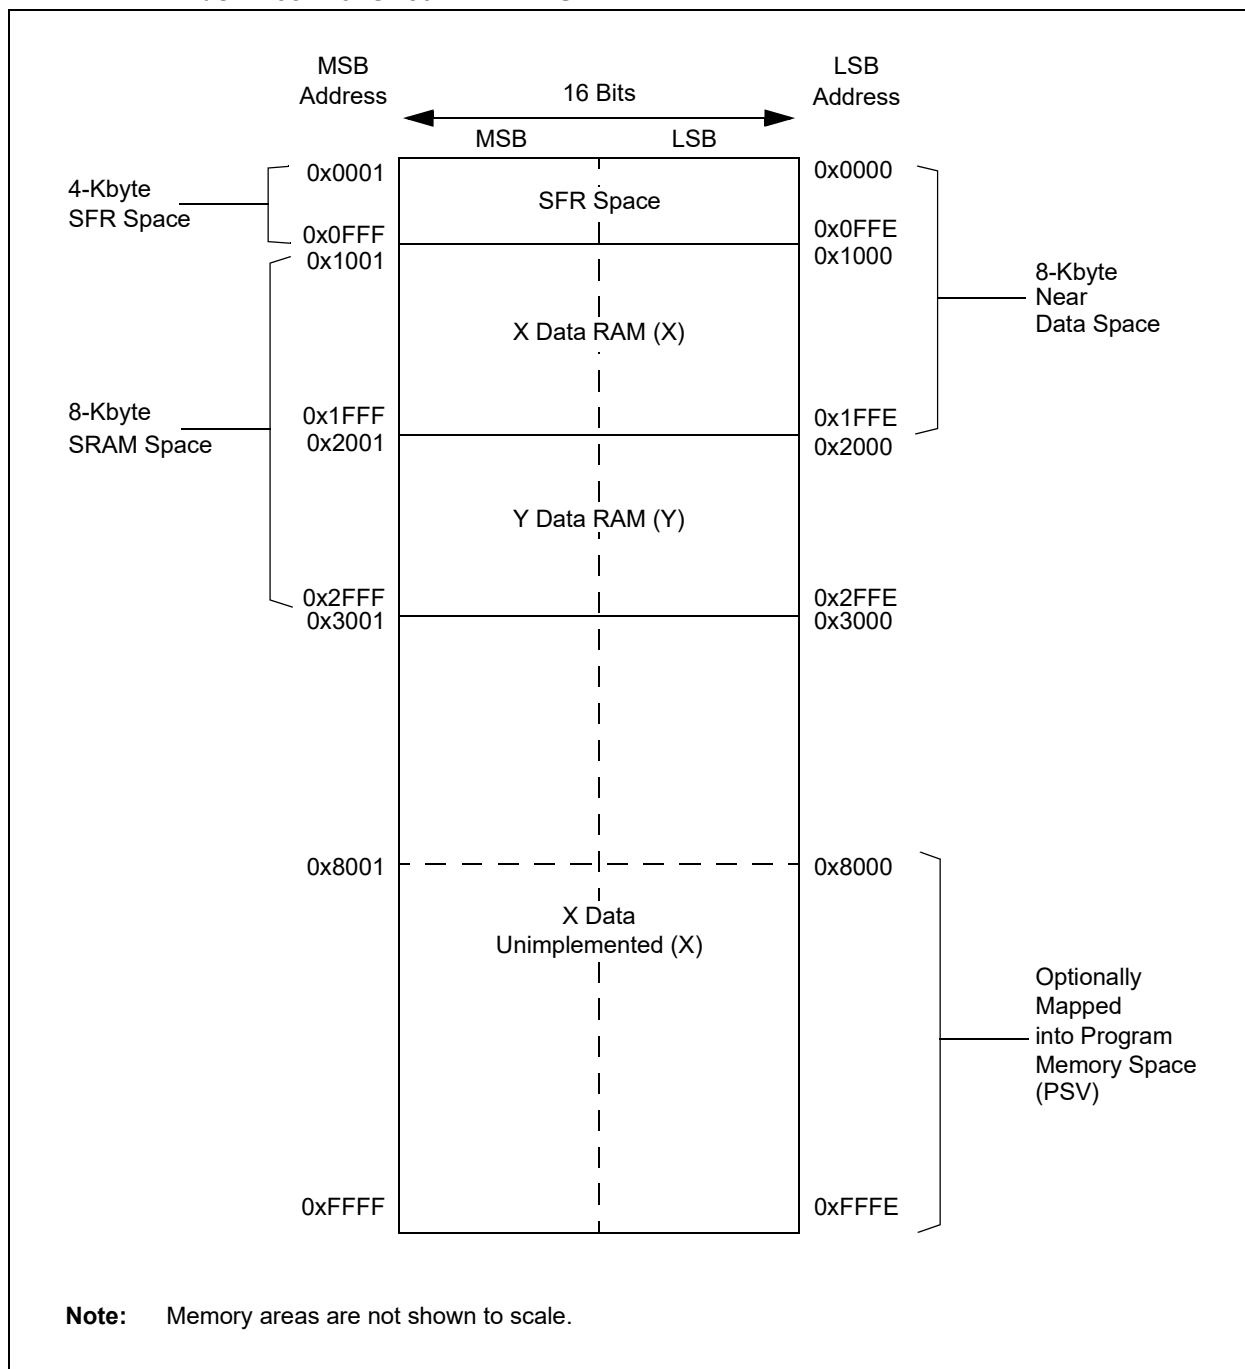 MSB
Address
16 Bits
LSB
Address
MSB
LSB
4-Kbyte
SFR Space
0x0001
0x0FFF
SFR Space
0x0000
0x0FFE
8-Kbyte
SRAM Space
0x1001
0x1FFF
X Data RAM (X)
0x1000
0x1FFE
8-Kbyte
Near
Data Space
0x2001
0x2FFF
Y Data RAM (Y)
0x2000
0x2FFE
0x3001
0x3000
0x8001
0x8000
X Data
Unimplemented (X)
Optionally
Mapped
into Program
Memory Space
(PSV)
0xFFFF
0xFFFE
Note: Memory areas are not shown to scale.